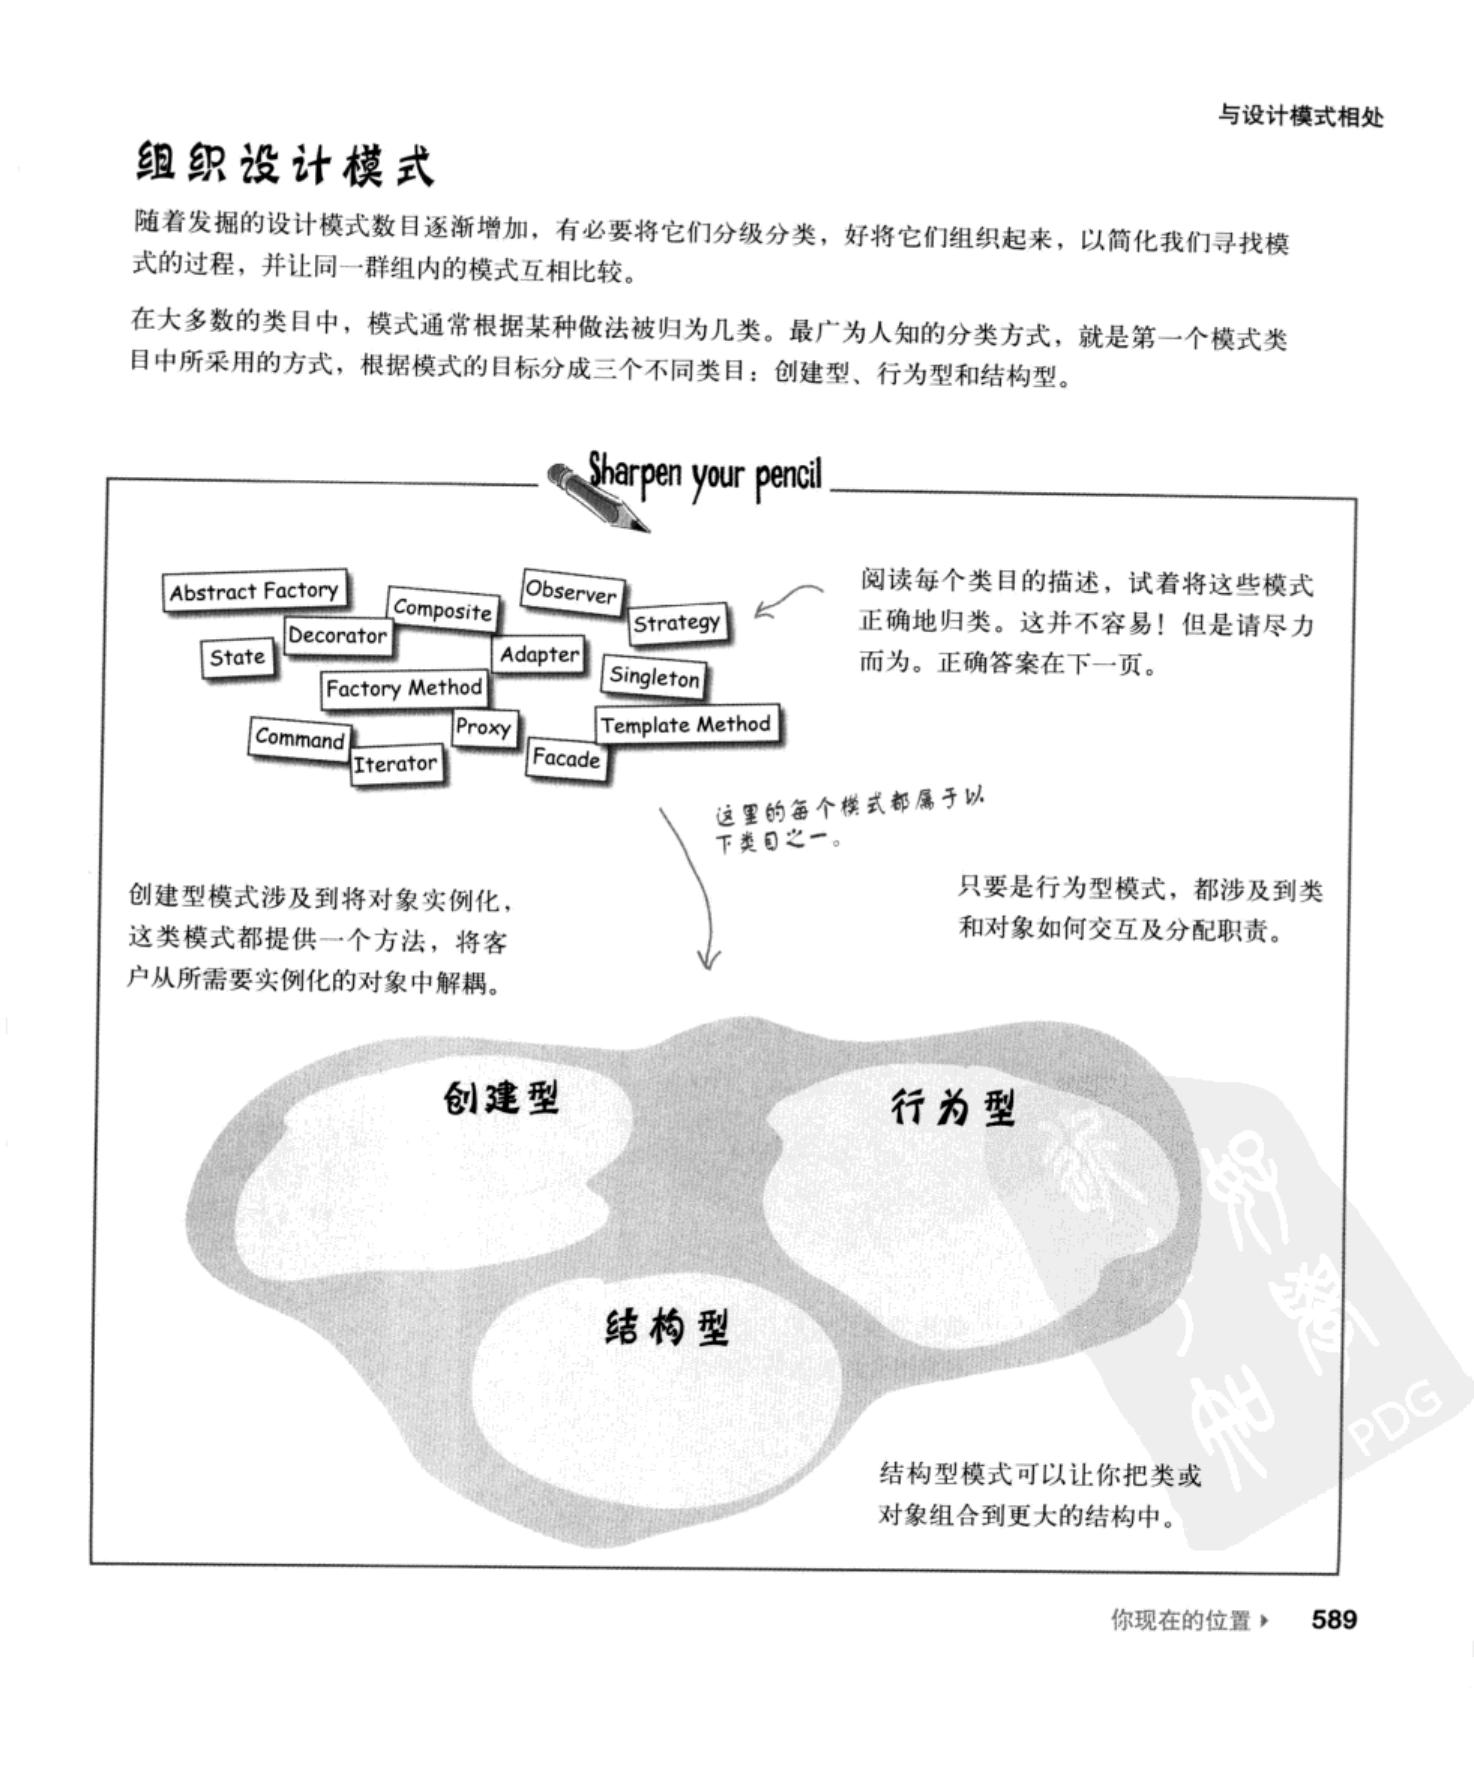 与设计模式相处
组织设计模式
随着发掘的设计模式数目逐渐增加，有必要将它们分级分类，好将它们组织起来，以简化我们寻找模
式的过程，并让同一群组内的模式互相比较。
在大多数的类目中，模式通常根据某种做法被归为几类。最广为人知的分类方式，就是第一个模式类
目中所采用的方式，根据模式的目标分成三个不同类目：创建型、行为型和结构型。
Sharpen your pencil
Abstract Factory
Composite
Observer
Strategy
Decorator
State
Adapter
Singleton
Factory Method
Proxy
Template Method
Command
Iterator
Facade
阅读每个类目的描述，试着将这些模式
正确地归类。这并不容易！但是请尽力
而为。正确答案在下一页。
这里的每个模式都属于以
下类目之一。
创建型模式涉及到将对象实例化，
这类模式都提供一个方法，将客
户从所需要实例化的对象中解耦。
只要是行为型模式，都涉及到类
和对象如何交互及分配职责。
创建型
行为型
结构型
结构型模式可以让你把类或
对象组合到更大的结构中。
PDG
你现在的位置 589